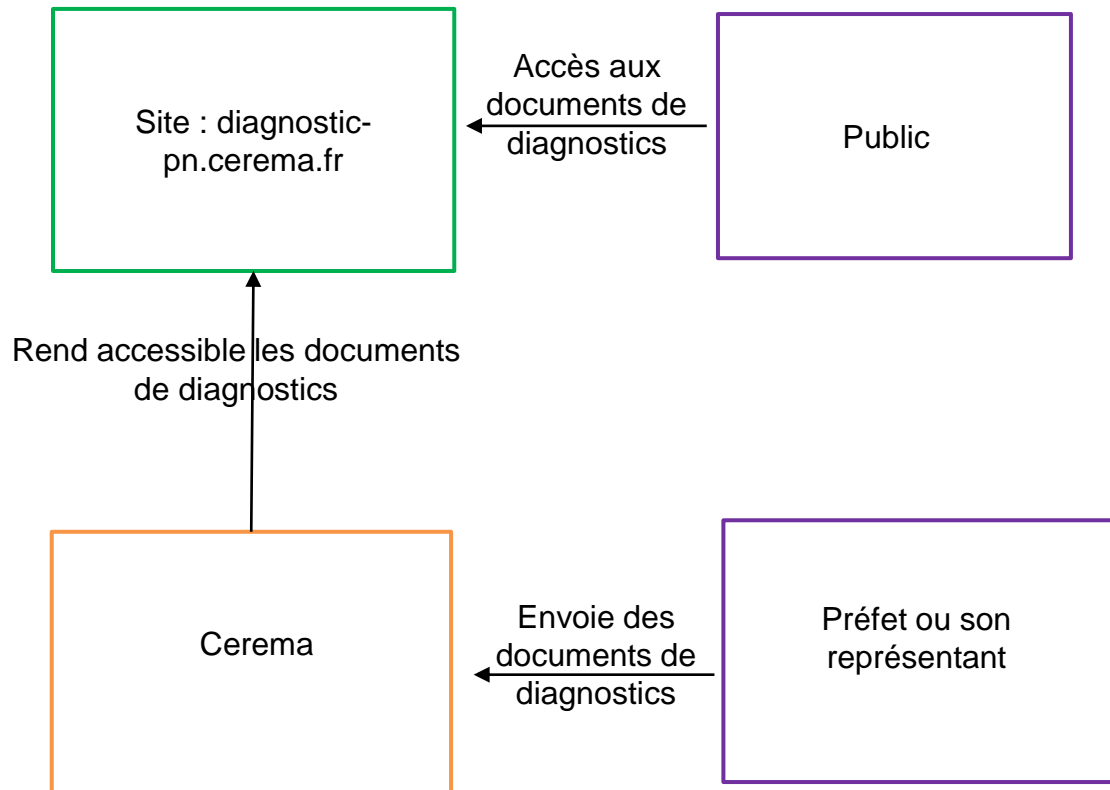 Site : diagnostic-
pn.cerema.fr
Accès aux
documents de
diagnostics
Public
Rend accessible les documents
de diagnostics
Cerema
Envoie des
documents de
diagnostics
Préfet ou son
représentant